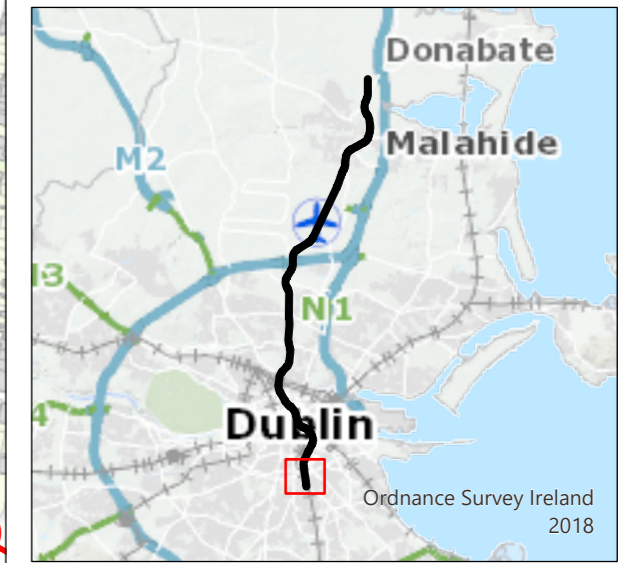 Donabate
M2
Malahide
N1
Dublin
Ordnance Survey Ireland
2018